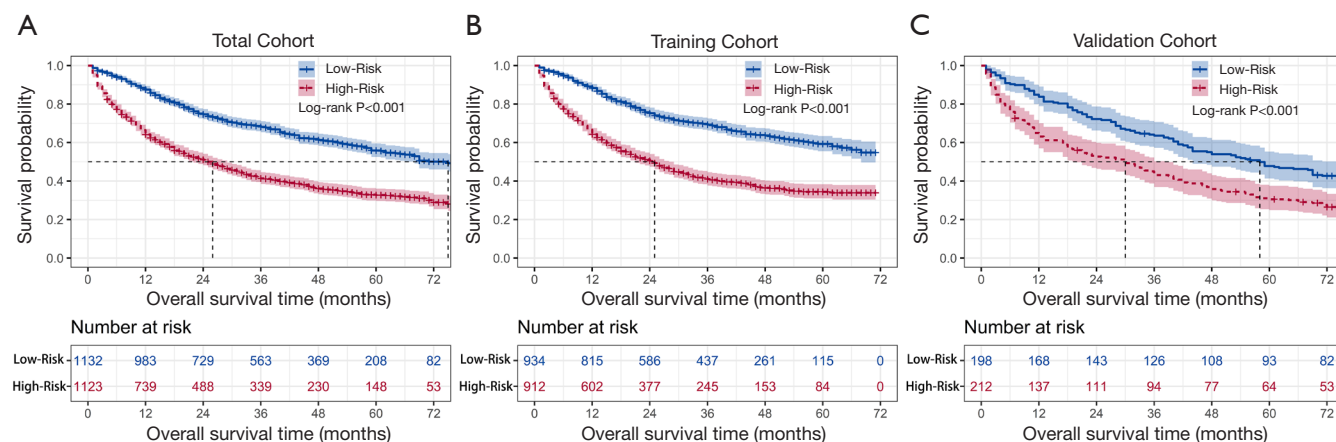 A
Total Cohort
Survival probability
1.0
0.8
0.6
0.4
0.2
0.0
Low-Risk
High-Risk
Log-rank P<0.001
0 12 24 36 48 60 72
Overall survival time (months)
Number at risk
Low-Risk 1132 983 729 563 369 208 82
High-Risk 1123 739 488 339 230 148 53
0 12 24 36 48 60 72
Overall survival time (months)
B
Training Cohort
Survival probability
1.0
0.8
0.6
0.4
0.2
0.0
Low-Risk
High-Risk
Log-rank P<0.001
0 12 24 36 48 60 72
Overall survival time (months)
Number at risk
Low-Risk 934 815 586 437 261 115 0
High-Risk 912 602 377 245 153 84 0
0 12 24 36 48 60 72
Overall survival time (months)
C
Validation Cohort
Survival probability
1.0
0.8
0.6
0.4
0.2
0.0
Low-Risk
High-Risk
Log-rank P<0.001
0 12 24 36 48 60 72
Overall survival time (months)
Number at risk
Low-Risk 198 168 143 126 108 93 82
High-Risk 212 137 111 94 77 64 53
0 12 24 36 48 60 72
Overall survival time (months)